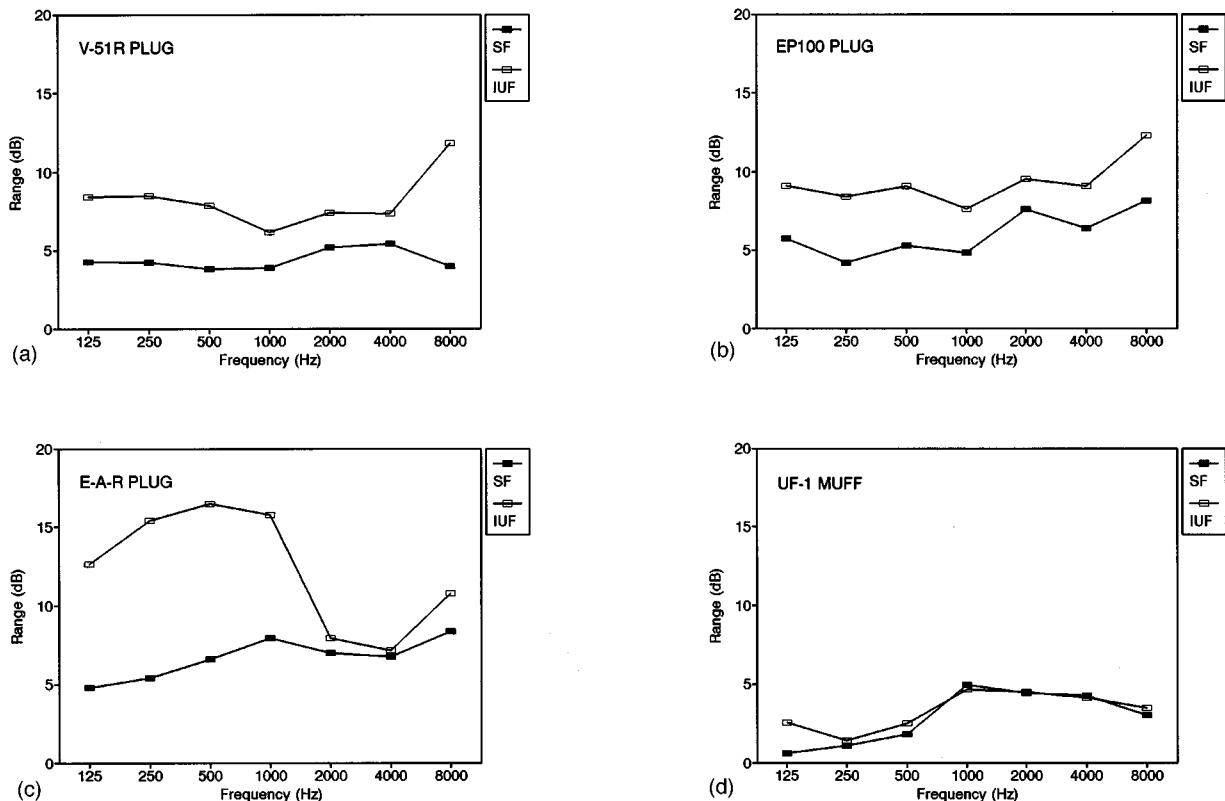 V-51R PLUG
SF
IUF
20
15
10
5
0
Range (dB)
125 250 500 1000 2000 4000 8000
Frequency (Hz)
(a)
EP100 PLUG
SF
IUF
20
15
10
5
0
Range (dB)
125 250 500 1000 2000 4000 8000
Frequency (Hz)
(b)
E-A-R PLUG
SF
IUF
20
15
10
5
0
Range (dB)
125 250 500 1000 2000 4000 8000
Frequency (Hz)
(c)
UF-1 MUFF
SF
IUF
20
15
10
5
0
Range (dB)
125 250 500 1000 2000 4000 8000
Frequency (Hz)
(d)